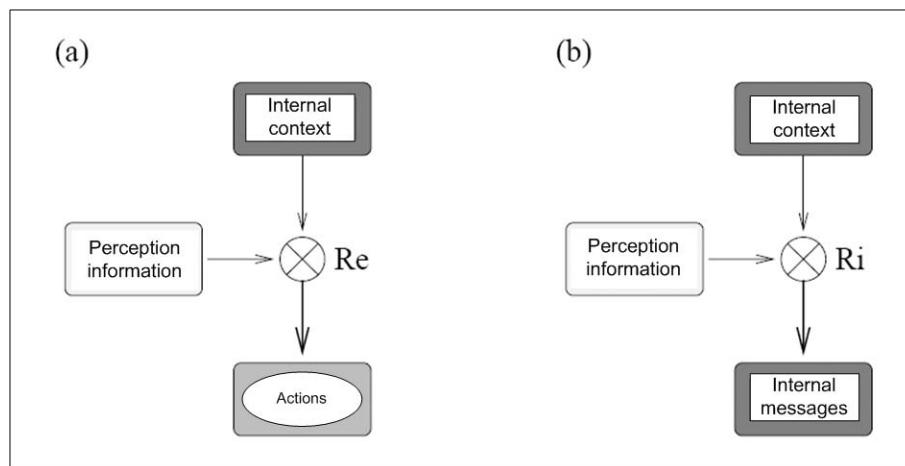 (a)
Internal
context
Perception
information
Re
Actions
(b)
Internal
context
Perception
information
Ri
Internal
messages